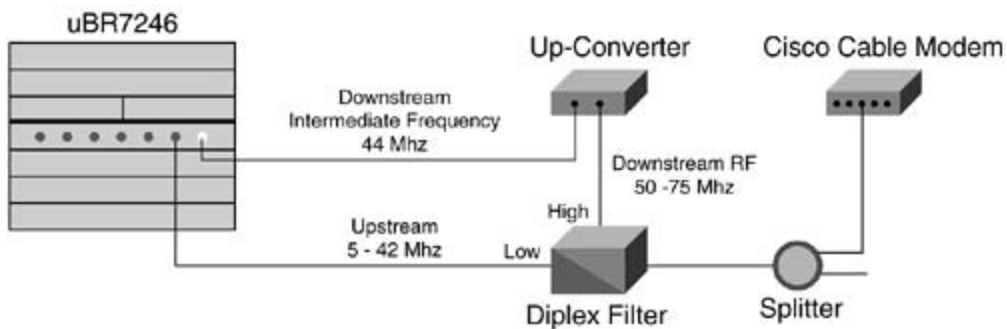 uBR7246
Up-Converter
Cisco Cable Modem
Downstream
Intermediate Frequency
44 Mhz
Downstream RF
50 -75 Mhz
High
Upstream
5 - 42 Mhz
Low
Diplex Filter
Splitter